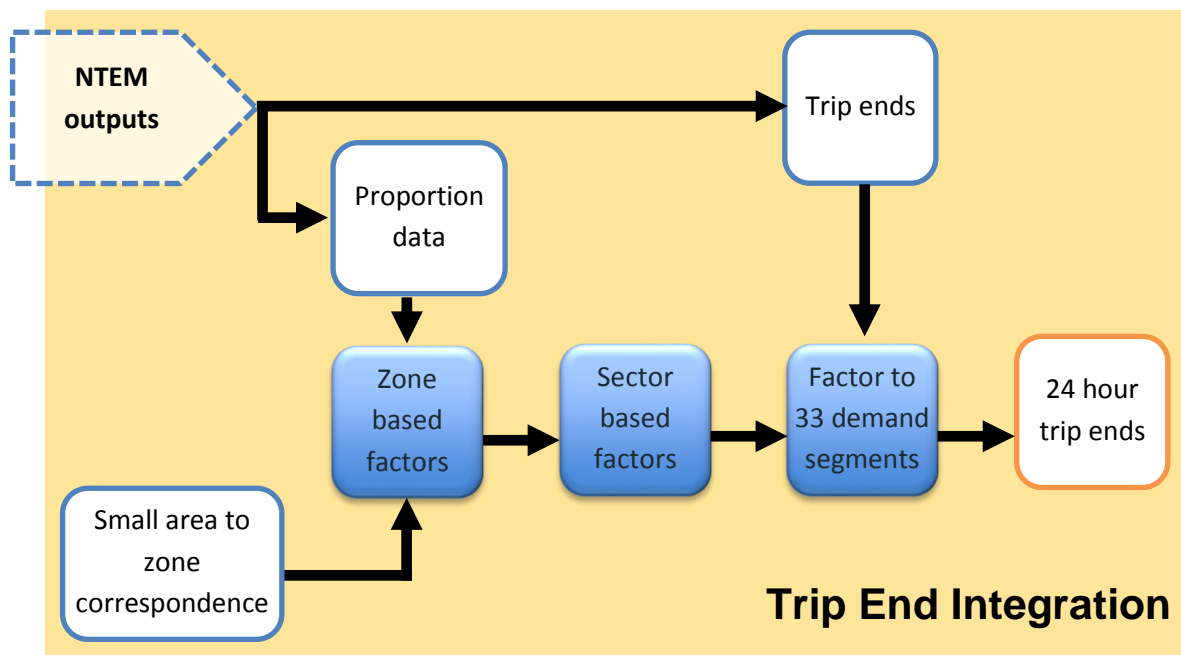 NTEM
outputs
Trip ends
Proportion
data
Zone
based
factors
Sector
based
factors
Factor to
33 demand
segments
24 hour
trip ends
Small area to
zone
correspondence
Trip End Integration